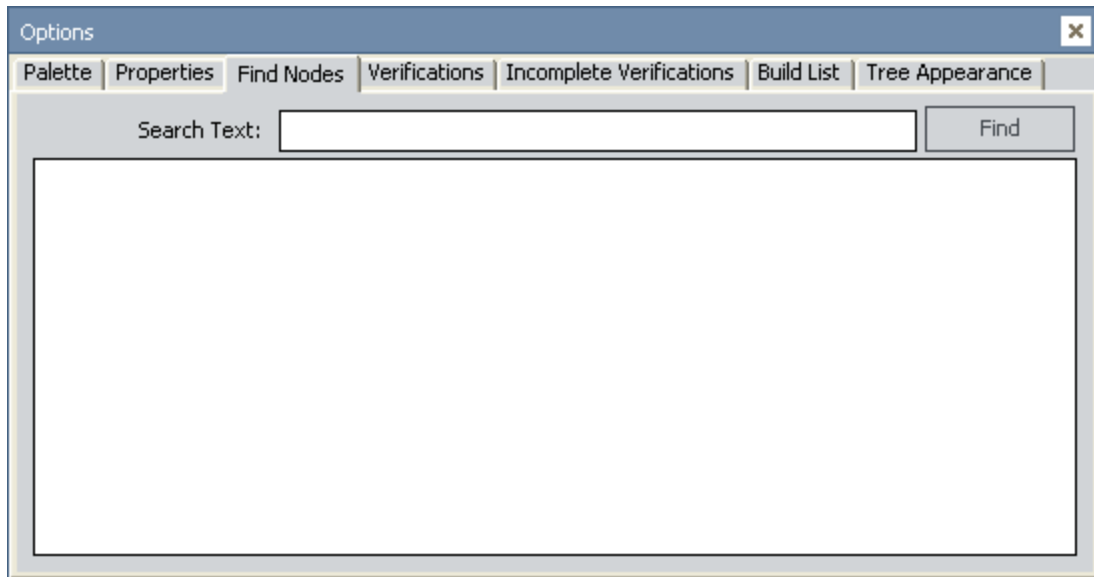 Options
Palette Properties Find Nodes Verifications Incomplete Verifications Build List Tree Appearance
Search Text: Find